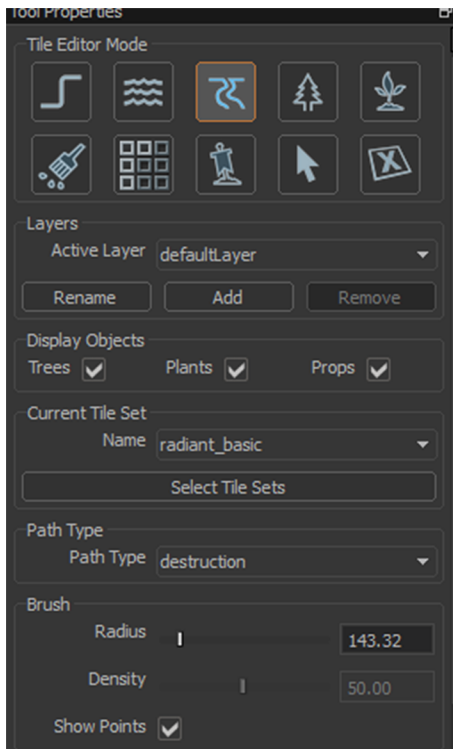 Tool Properties
Tile Editor Mode
Layers
Active Layer defaultLayer
Rename Add Remove
Display Objects
Trees Plants Props
Current Tile Set
Name radiant_basic
Select Tile Sets
Path Type
Path Type destruction
Brush
Radius 143.32
Density 50.00
Show Points